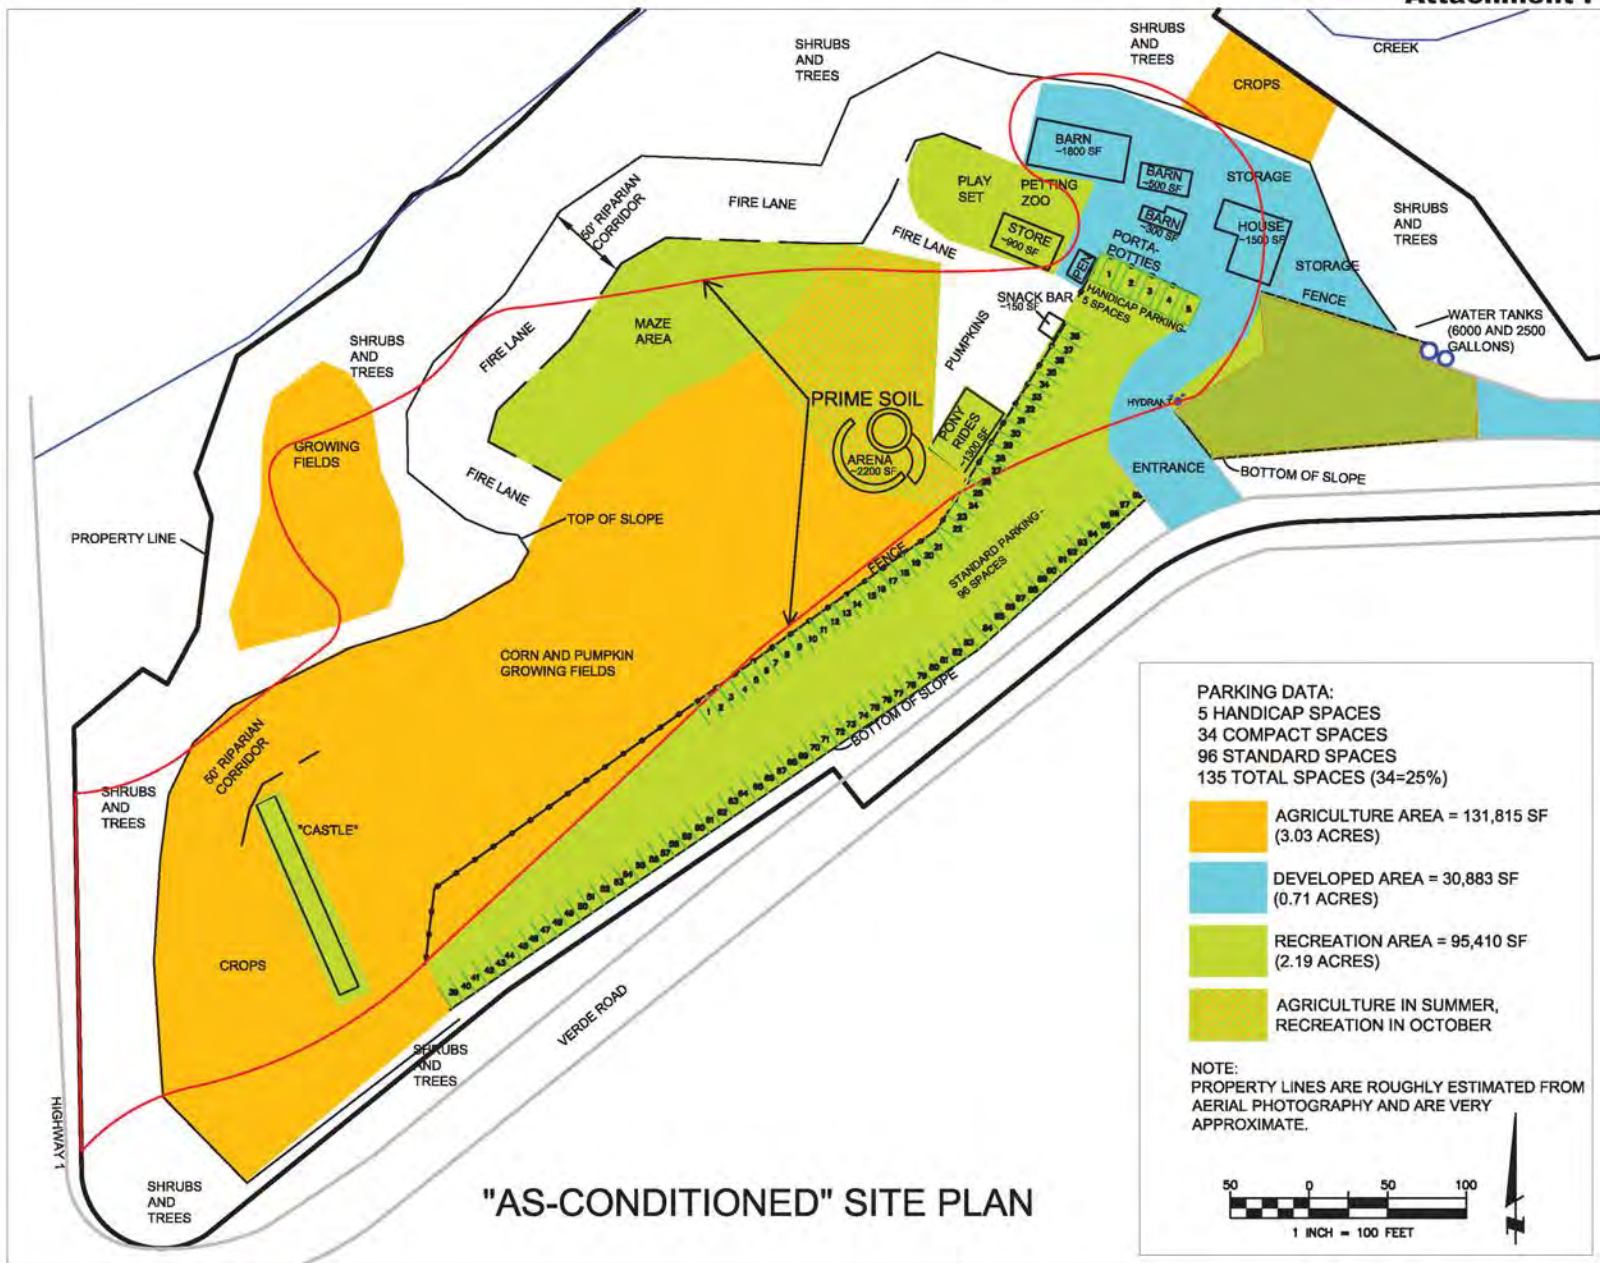 SHRUBS
AND
TREES
SHRUBS
AND
TREES
CREEK
CROPS
BARN
~1800 SF
BARN
~500 SF
BARN
~300 SF
STORAGE
SHRUBS
AND
TREES
PLAY
SET
PETTING
ZOO
STORE
~900 SF
FIRE LANE
50' RIPARIAN
CORRIDOR
FIRE LANE
PORTA-
POTTIES
HOUSE
~1500 SF
STORAGE
FENCE
PEN
1
2
3
4
5
HANDICAP PARKING-
5 SPACES
SNACK BAR
~150 SF
PUMPKINS
WATER TANKS
(6000 AND 2500
GALLONS)
MAZE
AREA
FIRE LANE
SHRUBS
AND
TREES
PRIME SOIL
ARENA
~2200 SF
PONY
RIDES
~1300 SF
HYDRANT
ENTRANCE
BOTTOM OF SLOPE
GROWING
FIELDS
FIRE LANE
TOP OF SLOPE
PROPERTY LINE
FENCE
STANDARD PARKING -
96 SPACES
CORN AND PUMPKIN
GROWING FIELDS
BOTTOM OF SLOPE
50' RIPARIAN
CORRIDOR
SHRUBS
AND
TREES
"CASTLE"
CROPS
VERDE ROAD
SHRUBS
AND
TREES
HIGHWAY 1
SHRUBS
AND
TREES
"AS-CONDITIONED" SITE PLAN
PARKING DATA:
5 HANDICAP SPACES
34 COMPACT SPACES
96 STANDARD SPACES
135 TOTAL SPACES (34=25%)
AGRICULTURE AREA = 131,815 SF
(3.03 ACRES)
DEVELOPED AREA = 30,883 SF
(0.71 ACRES)
RECREATION AREA = 95,410 SF
(2.19 ACRES)
AGRICULTURE IN SUMMER,
RECREATION IN OCTOBER
NOTE:
PROPERTY LINES ARE ROUGHLY ESTIMATED FROM
AERIAL PHOTOGRAPHY AND ARE VERY
APPROXIMATE.
50 0 50 100
1 INCH = 100 FEET